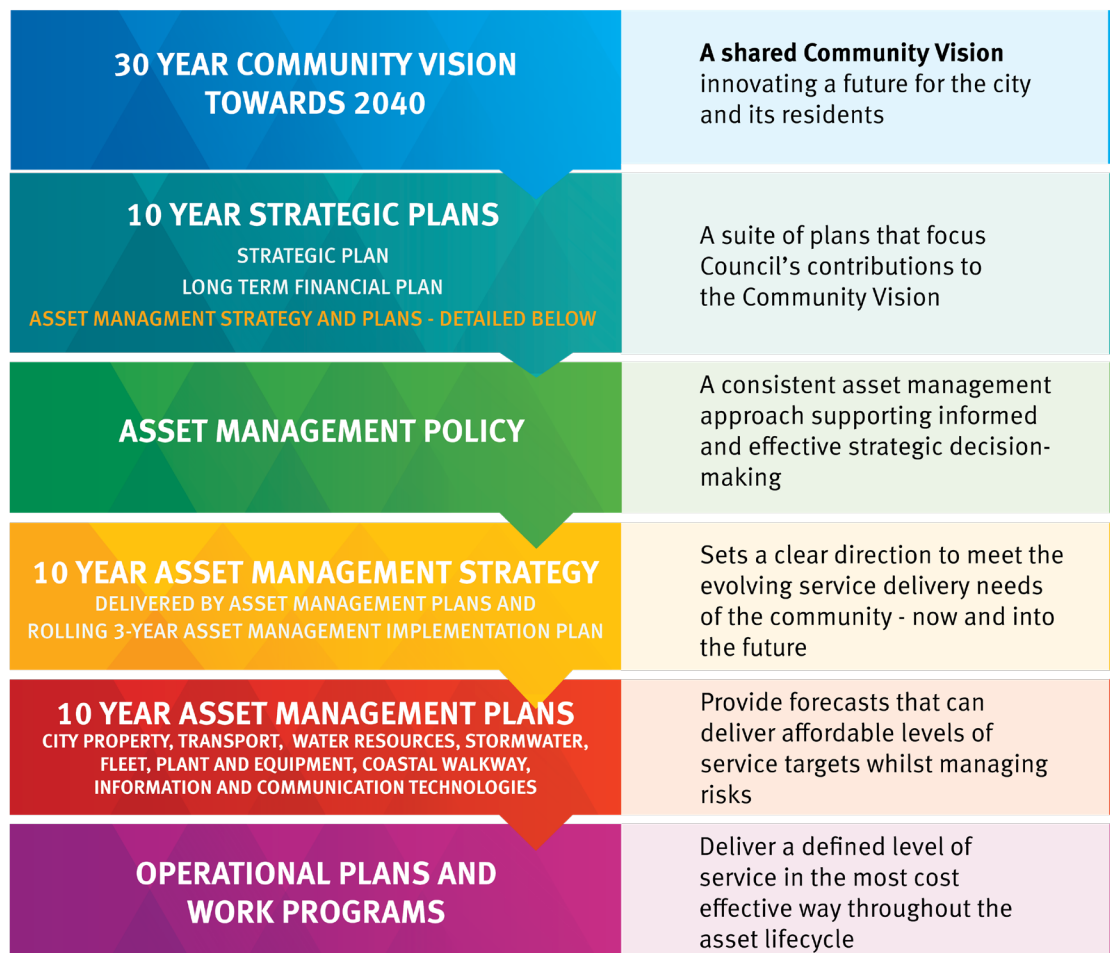 30 YEAR COMMUNITY VISION
TOWARDS 2040
A shared Community Vision
innovating a future for the city
and its residents
10 YEAR STRATEGIC PLANS
STRATEGIC PLAN
LONG TERM FINANCIAL PLAN
ASSET MANAGMENT STRATEGY AND PLANS - DETAILED BELOW
A suite of plans that focus
Council's contributions to
the Community Vision
ASSET MANAGEMENT POLICY
A consistent asset management
approach supporting informed
and effective strategic decision-
making
10 YEAR ASSET MANAGEMENT STRATEGY
DELIVERED BY ASSET MANAGEMENT PLANS AND
ROLLING 3-YEAR ASSET MANAGEMENT IMPLEMENTATION PLAN
Sets a clear direction to meet the
evolving service delivery needs
of the community - now and into
the future
10 YEAR ASSET MANAGEMENT PLANS
CITY PROPERTY, TRANSPORT, WATER RESOURCES, STORMWATER,
FLEET, PLANT AND EQUIPMENT, COASTAL WALKWAY,
INFORMATION AND COMMUNICATION TECHNOLOGIES
Provide forecasts that can
deliver affordable levels of
service targets whilst managing
risks
OPERATIONAL PLANS AND
WORK PROGRAMS
Deliver a defined level of
service in the most cost
effective way throughout the
asset lifecycle